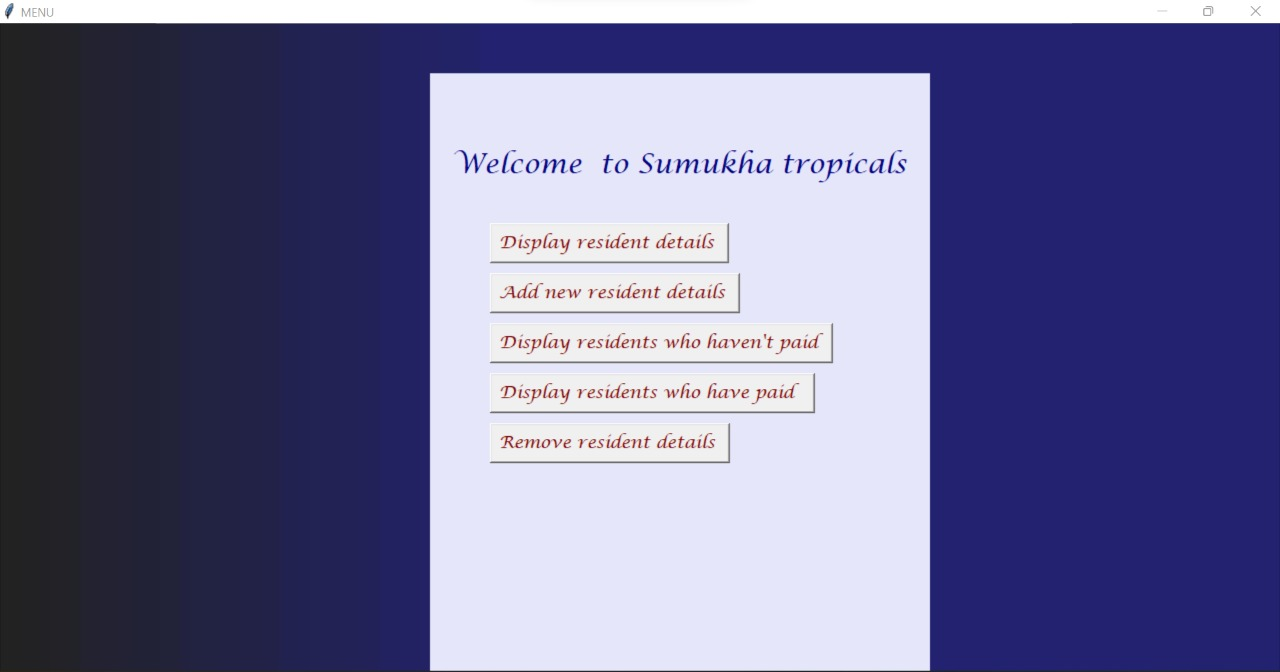 MENU
Welcome  to Sumukha tropicals
Display resident details
Add new resident details
Display residents who haven't paid
Display residents who have paid
Remove resident details